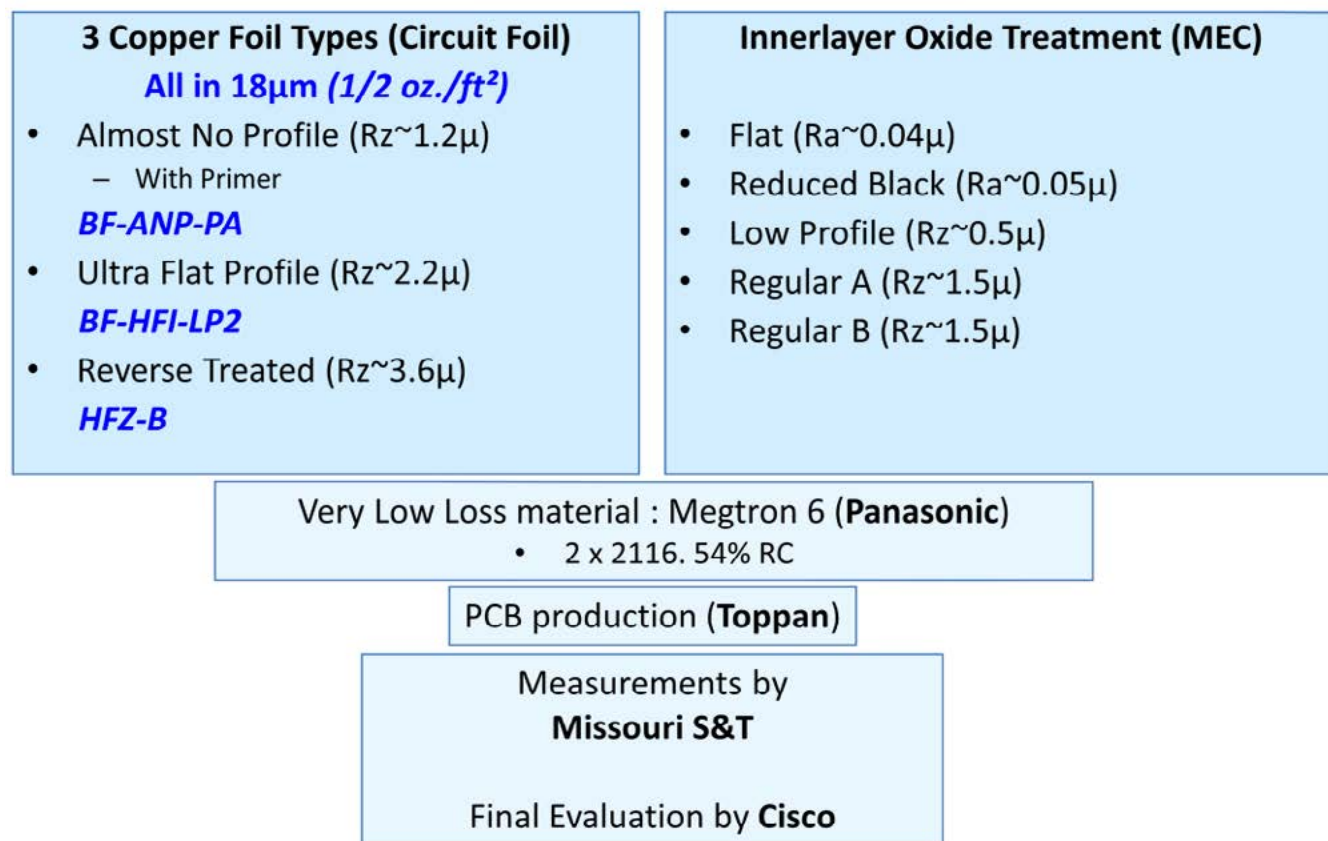 3 Copper Foil Types (Circuit Foil)
All in 18µm (1/2 oz./ft²)
• Almost No Profile (Rz~1.2µ)
– With Primer
BF-ANP-PA
• Ultra Flat Profile (Rz~2.2µ)
BF-HFI-LP2
• Reverse Treated (Rz~3.6µ)
HFZ-B
Innerlayer Oxide Treatment (MEC)
• Flat (Ra~0.04µ)
• Reduced Black (Ra~0.05µ)
• Low Profile (Rz~0.5µ)
• Regular A (Rz~1.5µ)
• Regular B (Rz~1.5µ)
Very Low Loss material : Megtron 6 (Panasonic)
• 2 x 2116. 54% RC
PCB production (Toppan)
Measurements by
Missouri S&T
Final Evaluation by Cisco